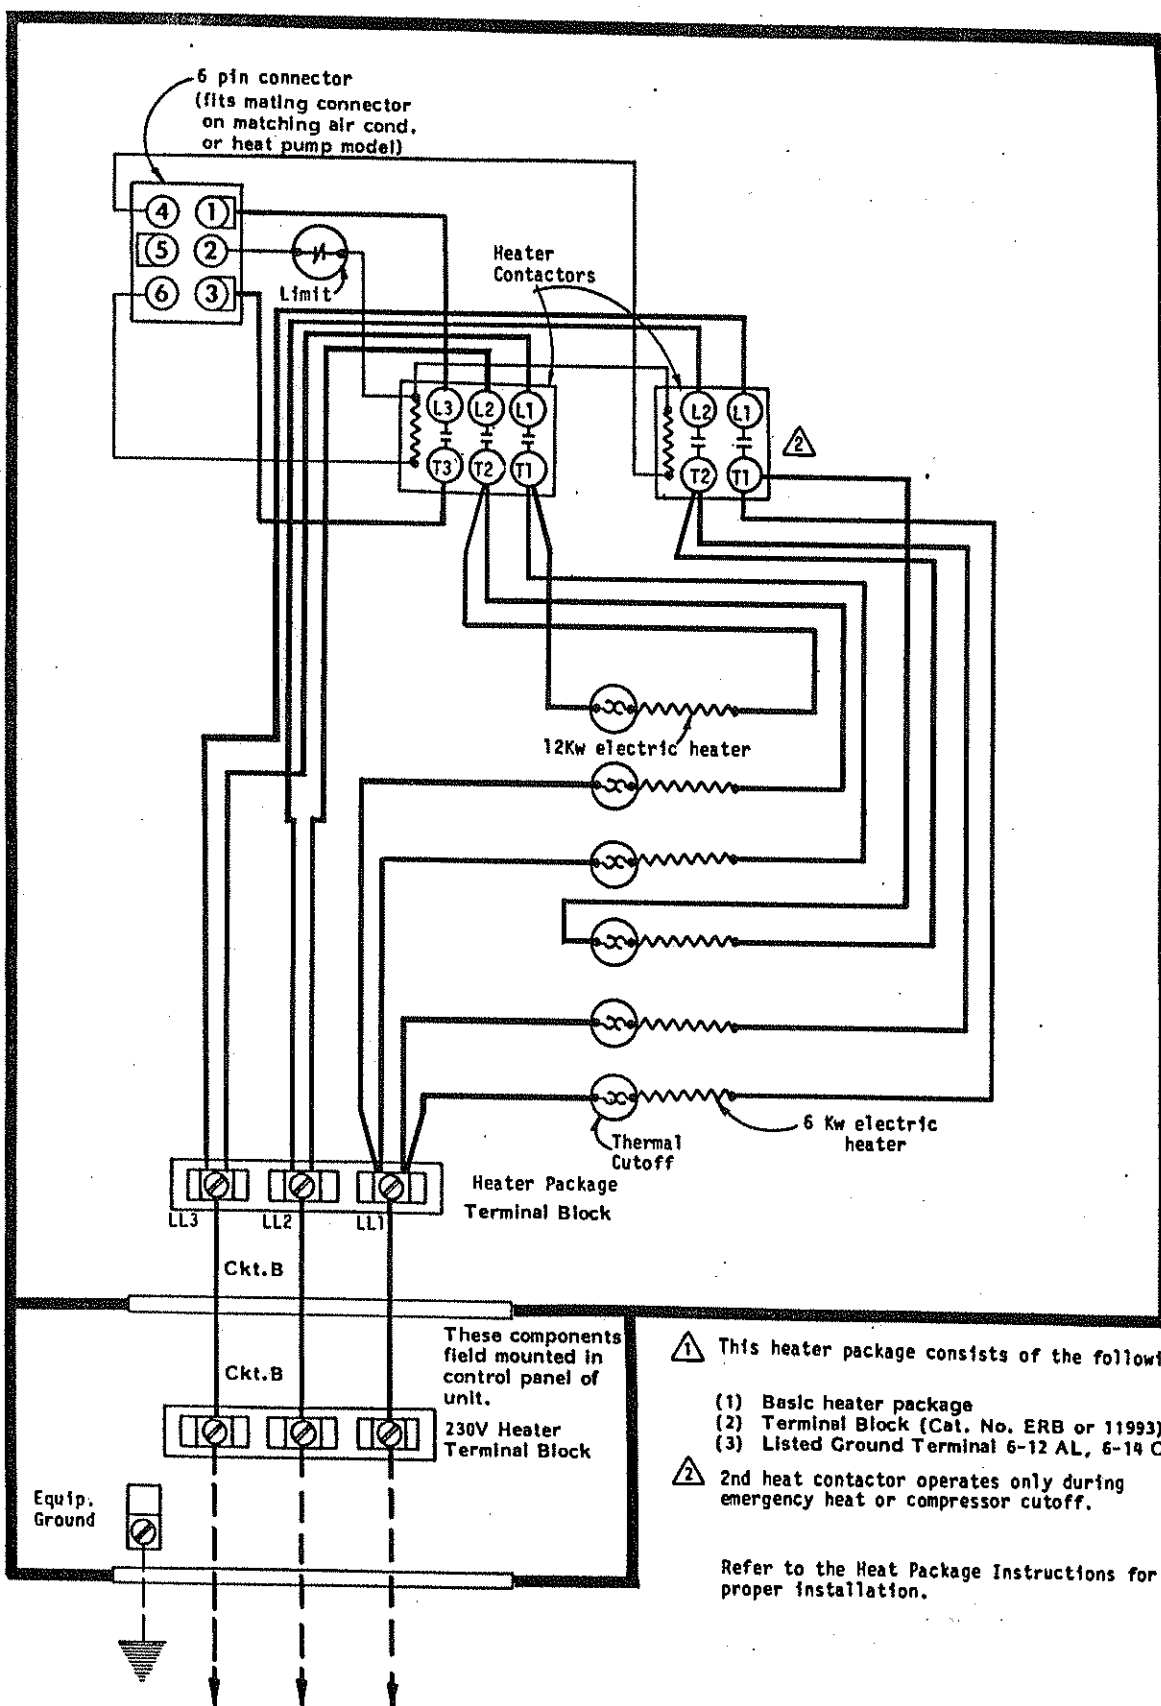 6 pin connector
(fits mating connector
on matching air cond.
or heat pump model)
4 1
5 2
6 3
Limit
Heater
Contactors
L3 L2 L1
T3 T2 T1
L2 L1
T2 T1
2
12Kw electric heater
6 Kw electric
heater
Thermal
Cutoff
Heater Package
Terminal Block
LL3 LL2 LL1
Ckt.B
These components
field mounted in
control panel of
unit.
Ckt.B
230V Heater
Terminal Block
Equip.
Ground
1 This heater package consists of the followi
(1) Basic heater package
(2) Terminal Block (Cat. No. ERB or 11993)
(3) Listed Ground Terminal 6-12 AL, 6-14 C
2 2nd heat contactor operates only during
emergency heat or compressor cutoff.
Refer to the Heat Package Instructions for
proper installation.